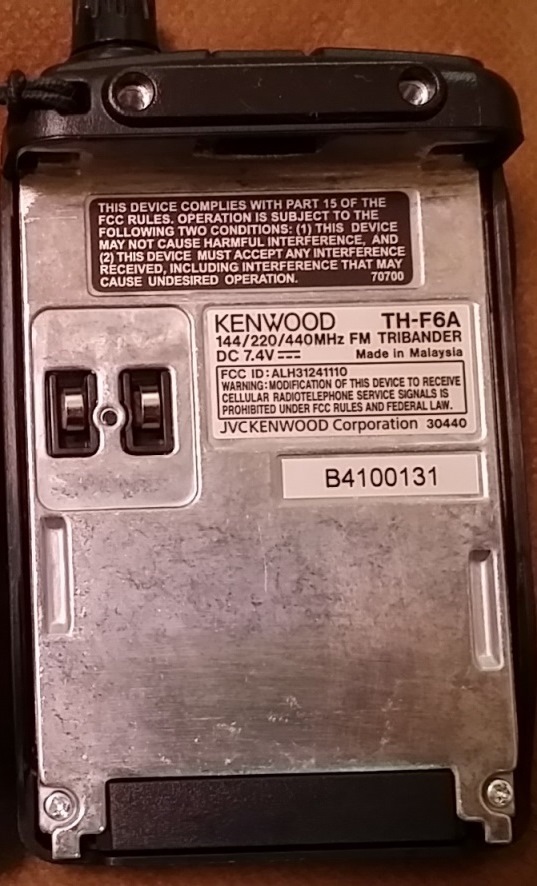 THIS DEVICE COMPLIES WITH PART 15 OF THE
FCC RULES. OPERATION IS SUBJECT TO THE
FOLLOWING TWO CONDITIONS: (1) THIS DEVICE
MAY NOT CAUSE HARMFUL INTERFERENCE, AND
(2) THIS DEVICE MUST ACCEPT ANY INTERFERENCE
RECEIVED, INCLUDING INTERFERENCE THAT MAY
CAUSE UNDESIRED OPERATION. 70700
KENWOOD TH-F6A
144/220/440MHz FM TRIBANDER
DC 7.4V Made in Malaysia
FCC ID: ALH31241110
WARNING: MODIFICATION OF THIS DEVICE TO RECEIVE
CELLULAR RADIOTELEPHONE SERVICE SIGNALS IS
PROHIBITED UNDER FCC RULES AND FEDERAL LAW.
JVCKENWOOD Corporation 30440
B4100131